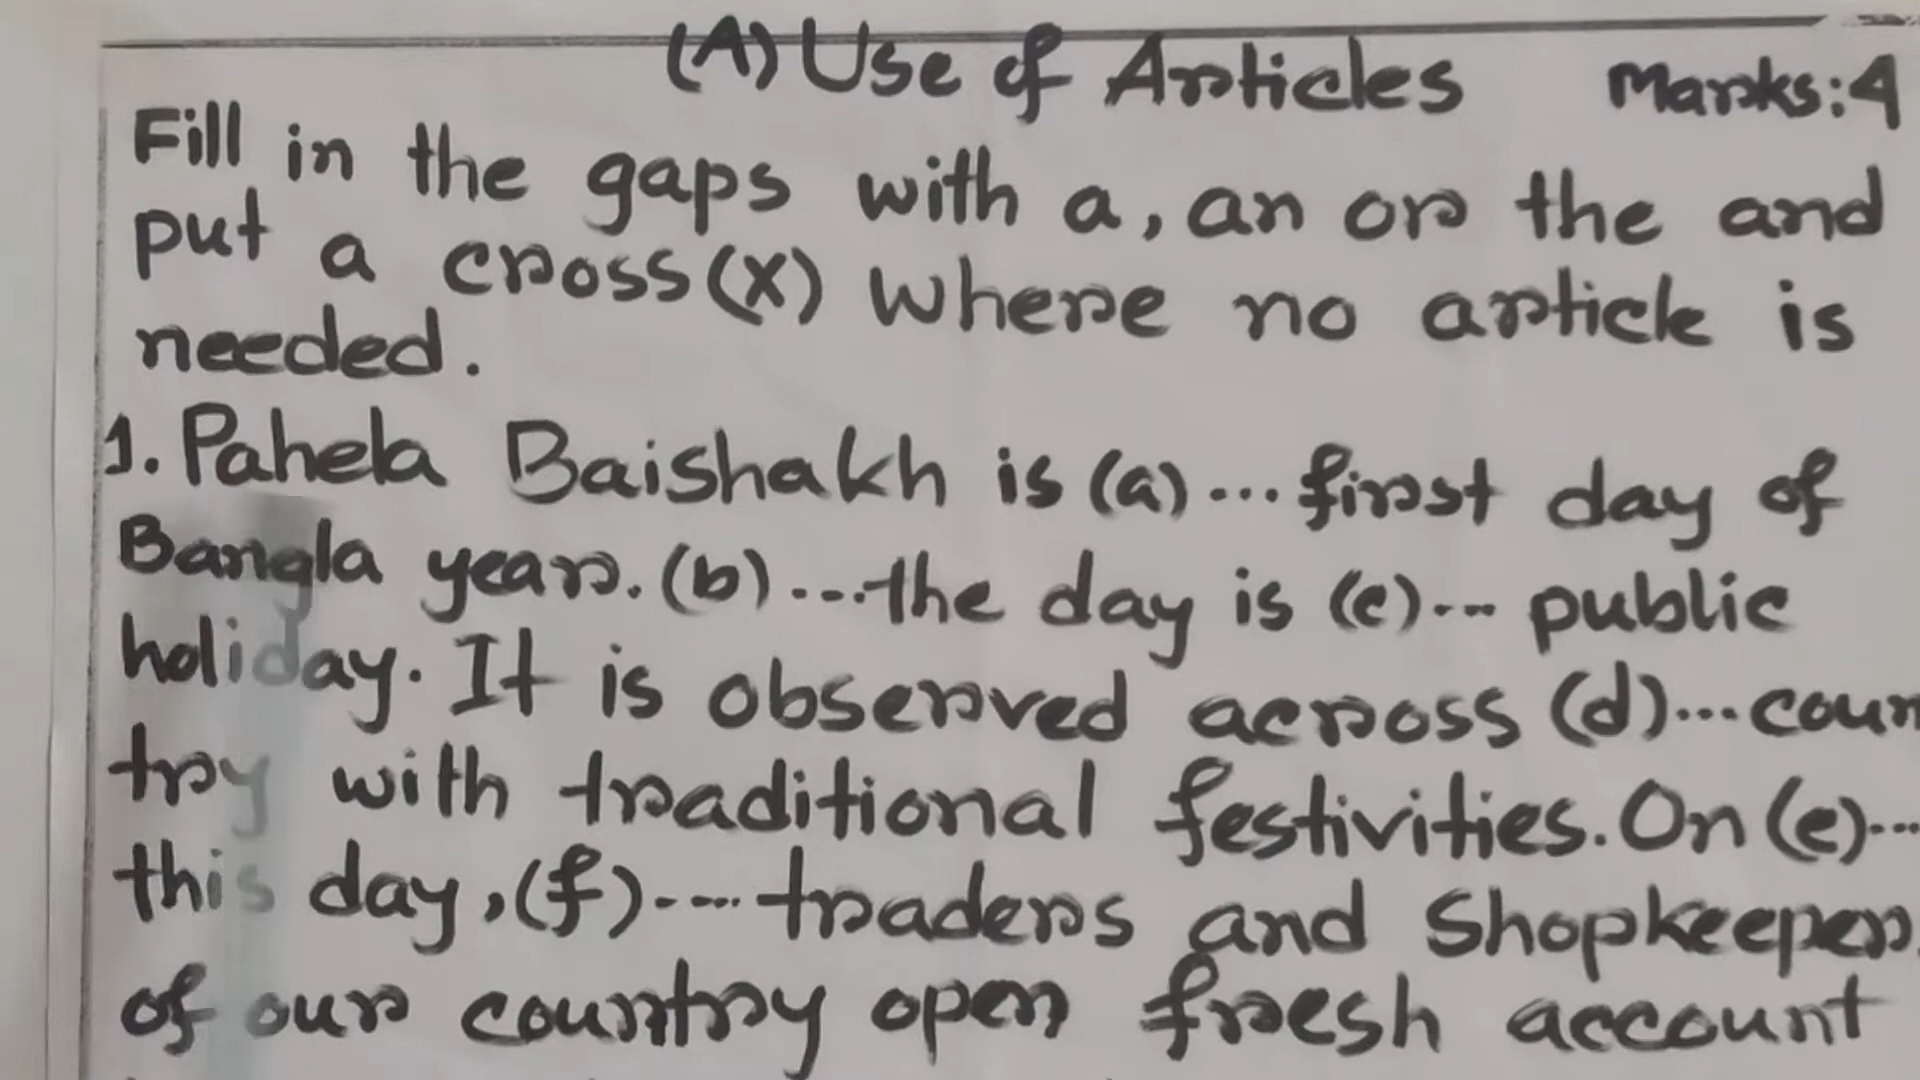 (A) Use of Articles Marks:4
Fill in the gaps with a, an or the and
put a cross(X) where no article is
needed.
1. Pahela Baishakh is (a)... first day of
Bangla year. (b) ....the day is (c)... public
holiday. It is observed across (d)...coun
try with traditional festivities. On (e)...
this day, (f)..... traders and Shopkeepers
of our country open fresh account